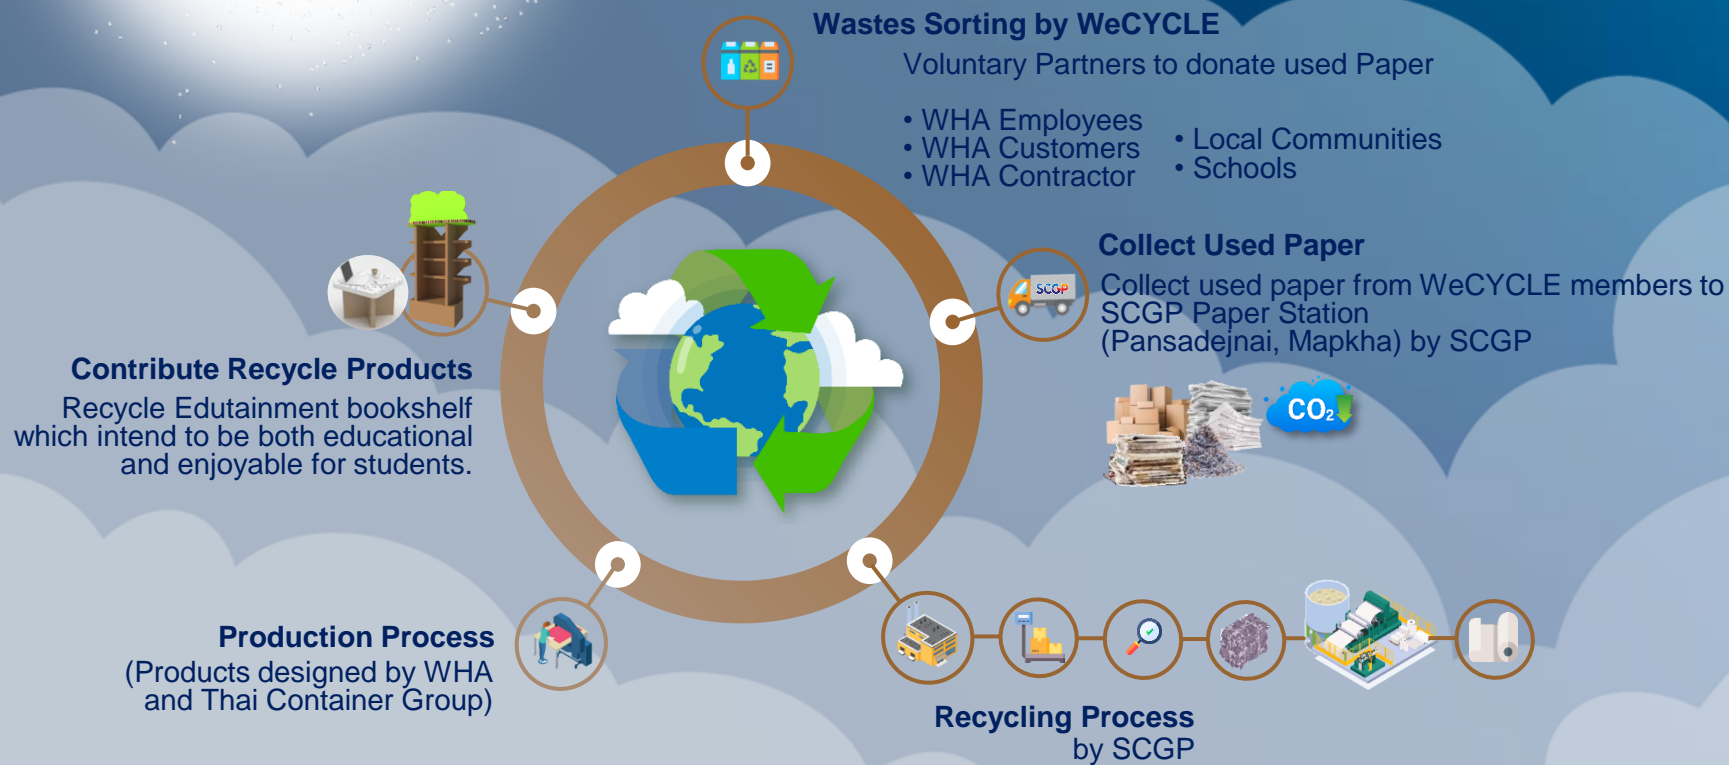 Wastes Sorting by WeCYCLE
Voluntary Partners to donate used Paper
• WHA Employees
• WHA Customers
• WHA Contractor
• Local Communities
• Schools
Collect Used Paper
Collect used paper from WeCYCLE members to
SCGP Paper Station
(Pansadejnai, Mapkha) by SCGP
SCGP
CO₂
Contribute Recycle Products
Recycle Edutainment bookshelf
which intend to be both educational
and enjoyable for students.
Production Process
(Products designed by WHA
and Thai Container Group)
Recycling Process
by SCGP